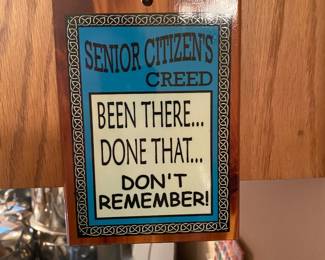 SENIOR CITIZEN'S
CREED
BEEN THERE...
DONE THAT...
DON'T
REMEMBER!